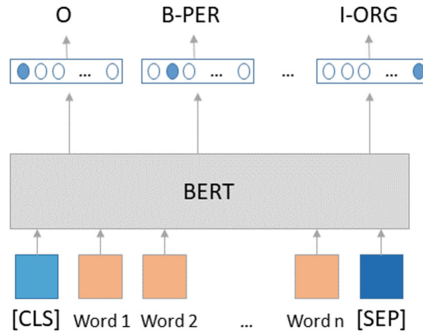 O B-PER I-ORG
... ... ... ...
BERT
[CLS] Word 1 Word 2 ... Word n [SEP]